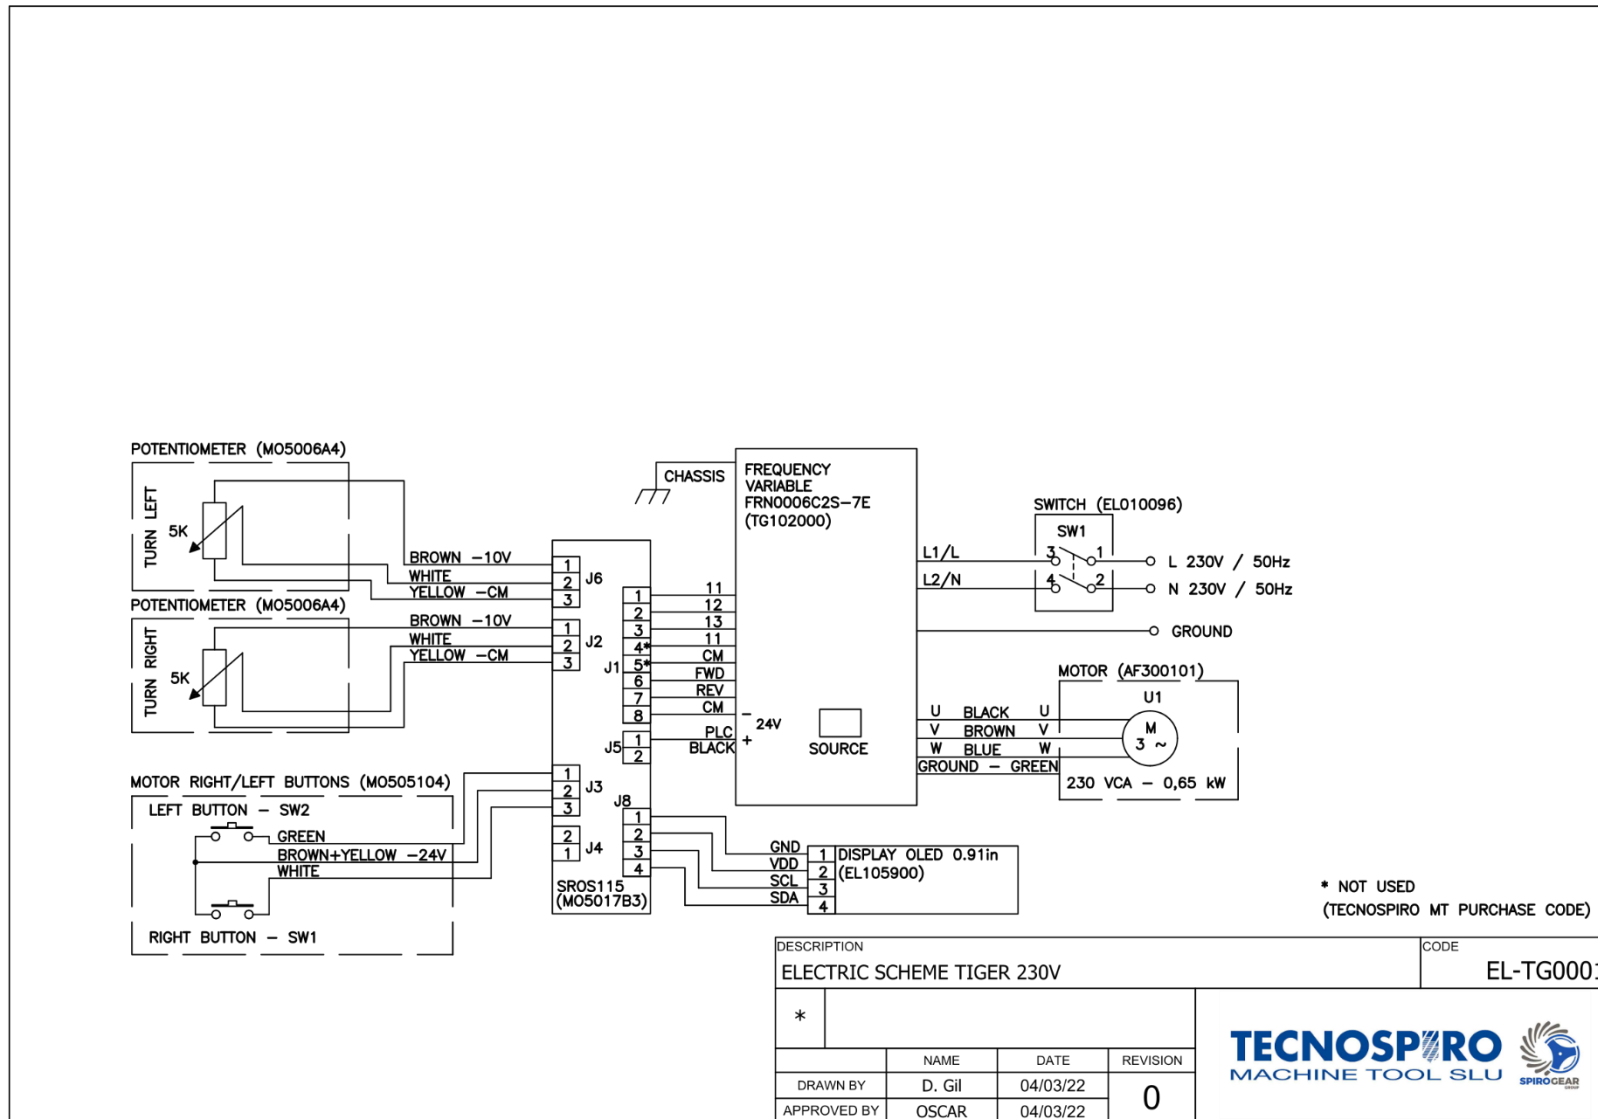 POTENTIOMETER (MO5006A4)
TURN LEFT
5K
BROWN -10V
WHITE
YELLOW -CM
1
2
3
J6
POTENTIOMETER (MO5006A4)
TURN RIGHT
5K
BROWN -10V
WHITE
YELLOW -CM
1
2
3
J2
MOTOR RIGHT/LEFT BUTTONS (MO505104)
LEFT BUTTON - SW2
GREEN
BROWN+YELLOW -24V
WHITE
RIGHT BUTTON - SW1
1
2
3
J3
2
1
J4
SROS115
(MO5017B3)
J1
1
2
3
4*
5*
6
7
8
11
12
13
11
CM
FWD
REV
CM
J5
1
2
PLC
BLACK
-
+
24V
J8
1
2
3
4
GND
VDD
SCL
SDA
1
2
3
4
DISPLAY OLED 0.91in
(EL105900)
CHASSIS
FREQUENCY
VARIABLE
FRN0006C2S-7E
(TG102000)
SOURCE
SWITCH (EL010096)
SW1
L1/L
3
1
L 230V / 50Hz
L2/N
4
2
N 230V / 50Hz
GROUND
MOTOR (AF300101)
U1
U BLACK U
V BROWN V
W BLUE W
GROUND - GREEN
M
3 ~
230 VCA - 0,65 kW
* NOT USED
(TECNOSPIRO MT PURCHASE CODE)
DESCRIPTION
ELECTRIC SCHEME TIGER 230V
CODE
EL-TG0001
*
NAME DATE REVISION
DRAWN BY D. Gil 04/03/22
0
APPROVED BY OSCAR 04/03/22
TECNOSPIRO
MACHINE TOOL SLU
SPIROGEAR
GROUP